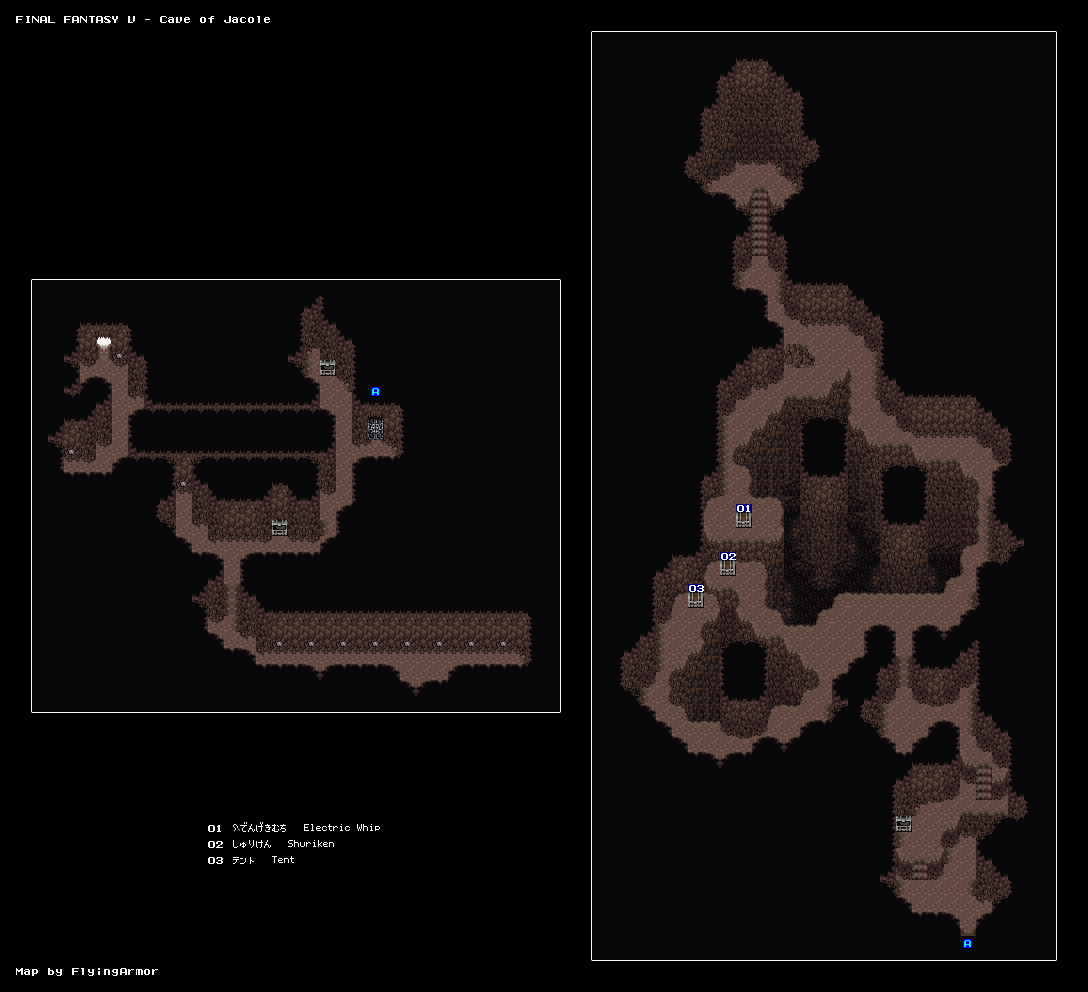 FINAL FANTASY V - Cave of Jacole
A
01
02
03
A
01 へでんげきむち Electric Whip
02 しゅりけん Shuriken
03 テント Tent
Map by FlyingArmor